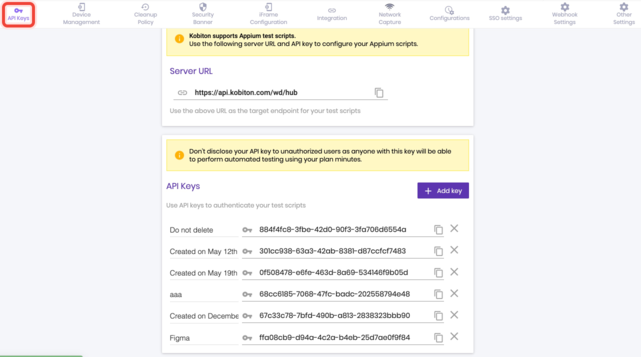 API Keys
Device Management
Cleanup Policy
Security Banner
iFrame Configuration
Integration
Network Capture
Configurations
SSO settings
Webhook Settings
Other Settings
Kobiton supports Appium test scripts.
Use the following server URL and API key to configure your Appium scripts.
Server URL
https://api.kobiton.com/wd/hub
Use the above URL as the target endpoint for your test scripts
Don't disclose your API key to unauthorized users as anyone with this key will be able
to perform automated testing using your plan minutes.
API Keys
Add key
Use API keys to authenticate your test scripts
Do not delete 884f4fc8-3fbe-42d0-90f3-3fa706d6554a
Created on May 12th 301cc938-63a3-42ab-8381-d87ccfcf7483
Created on May 19th 0f508478-e6fe-463d-8a69-534146f9b05d
aaa 68cc6185-7068-47fc-badc-202558794e48
Created on Decembe 67c33c78-7bfd-490b-a813-2838323bbb90
Figma ffa08cb9-d94a-4c2a-b4eb-25d7ae0f9f84